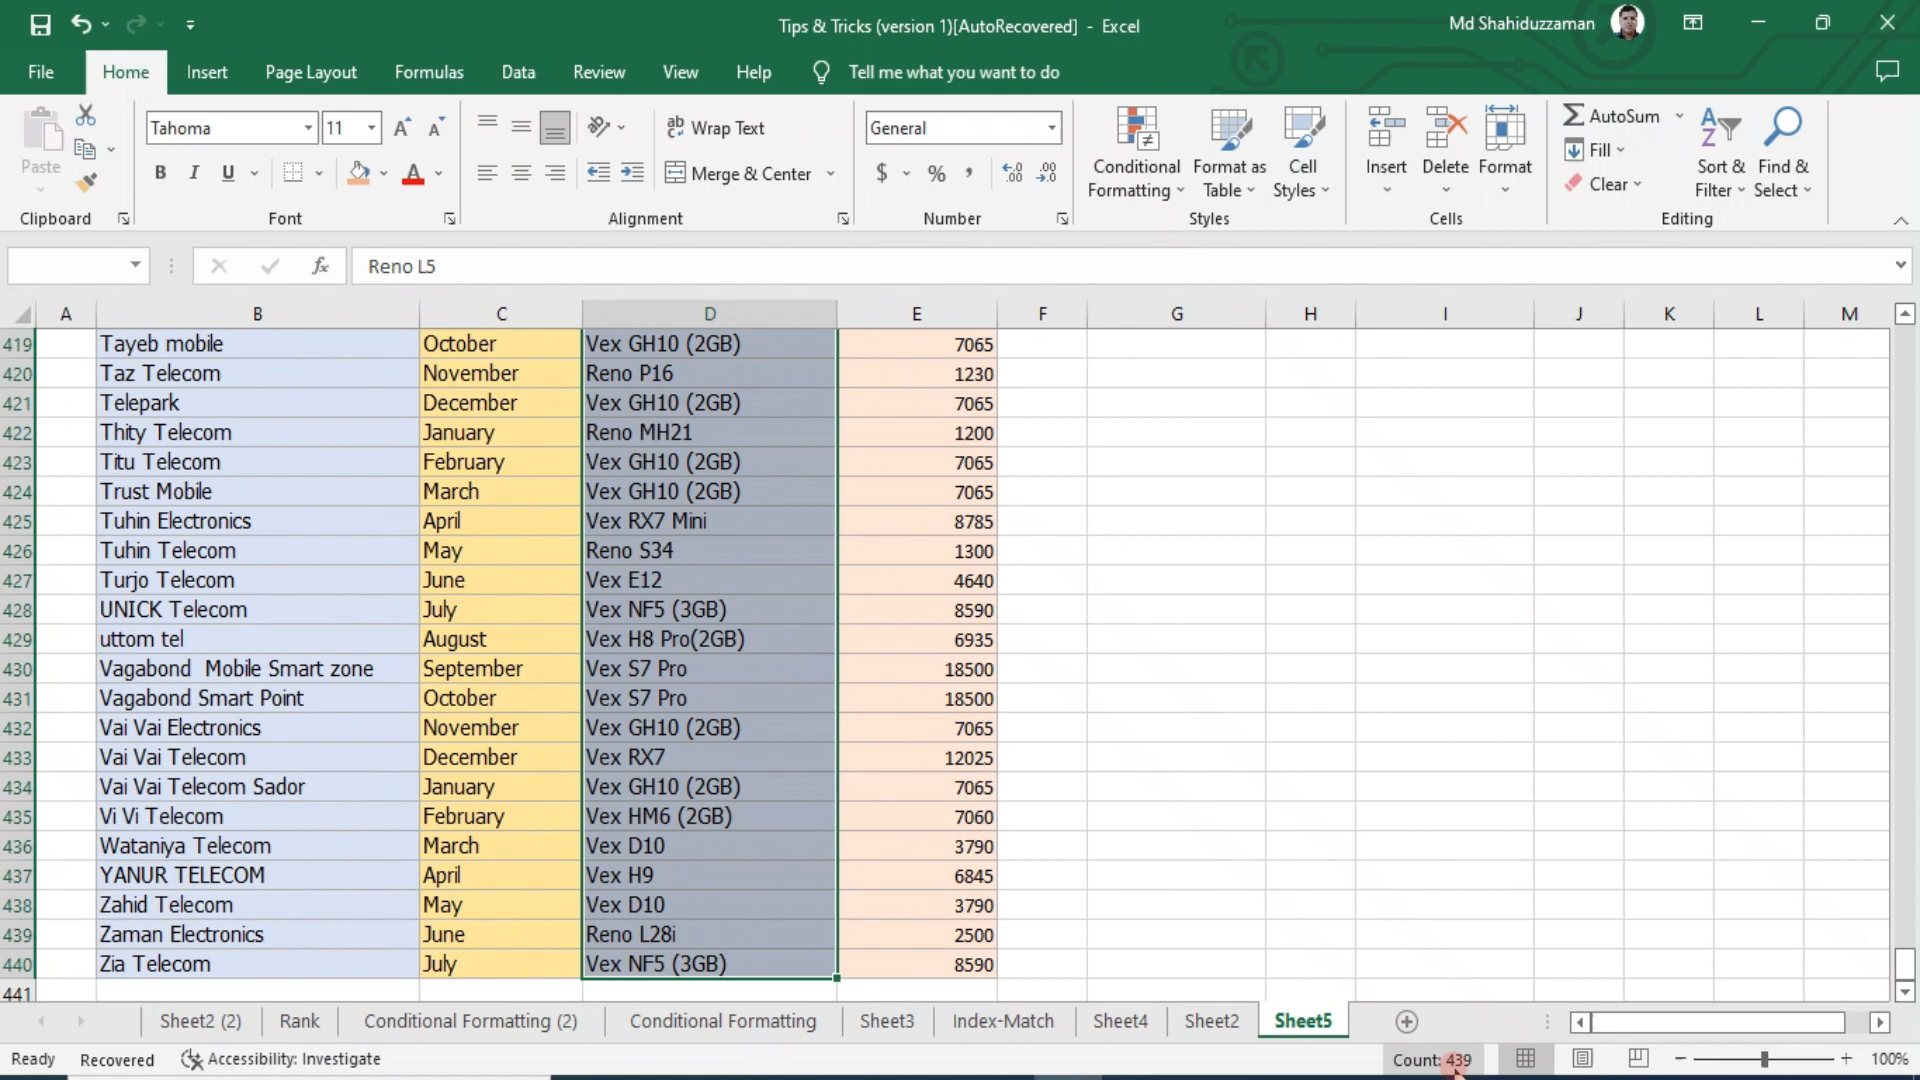 Tips & Tricks (version 1)[AutoRecovered] - Excel
Md Shahiduzzaman
File Home Insert Page Layout Formulas Data Review View Help Tell me what you want to do
Paste
Clipboard
Tahoma 11
B I U A
Font
ab Wrap Text
Merge & Center
Alignment
General
$ % ,
Number
Conditional Formatting
Format as Table
Cell Styles
Styles
Insert Delete Format
Cells
AutoSum
Fill
Clear
Sort & Filter
Find & Select
Editing
fx Reno L5
A B C D E F G H I J K L M
419 Tayeb mobile October Vex GH10 (2GB) 7065
420 Taz Telecom November Reno P16 1230
421 Telepark December Vex GH10 (2GB) 7065
422 Thity Telecom January Reno MH21 1200
423 Titu Telecom February Vex GH10 (2GB) 7065
424 Trust Mobile March Vex GH10 (2GB) 7065
425 Tuhin Electronics April Vex RX7 Mini 8785
426 Tuhin Telecom May Reno S34 1300
427 Turjo Telecom June Vex E12 4640
428 UNICK Telecom July Vex NF5 (3GB) 8590
429 uttom tel August Vex H8 Pro(2GB) 6935
430 Vagabond  Mobile Smart zone September Vex S7 Pro 18500
431 Vagabond Smart Point October Vex S7 Pro 18500
432 Vai Vai Electronics November Vex GH10 (2GB) 7065
433 Vai Vai Telecom December Vex RX7 12025
434 Vai Vai Telecom Sador January Vex GH10 (2GB) 7065
435 Vi Vi Telecom February Vex HM6 (2GB) 7060
436 Wataniya Telecom March Vex D10 3790
437 YANUR TELECOM April Vex H9 6845
438 Zahid Telecom May Vex D10 3790
439 Zaman Electronics June Reno L28i 2500
440 Zia Telecom July Vex NF5 (3GB) 8590
441
Sheet2 (2) Rank Conditional Formatting (2) Conditional Formatting Sheet3 Index-Match Sheet4 Sheet2 Sheet5
Ready Recovered Accessibility: Investigate Count: 439 100%